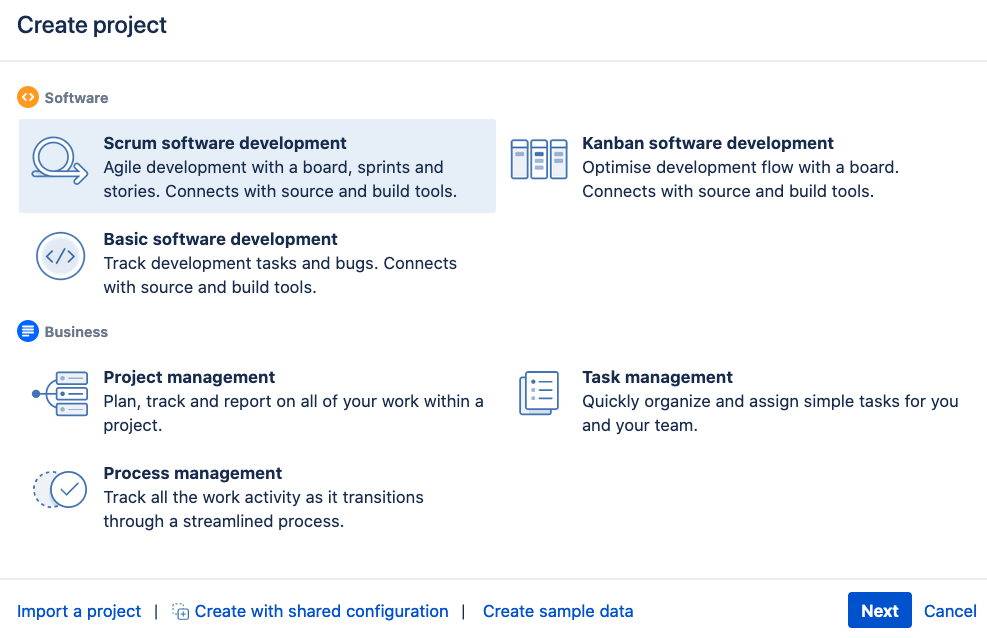 Create project
Software
Scrum software development
Agile development with a board, sprints and
stories. Connects with source and build tools.
Kanban software development
Optimise development flow with a board.
Connects with source and build tools.
Basic software development
Track development tasks and bugs. Connects
with source and build tools.
Business
Project management
Plan, track and report on all of your work within a
project.
Task management
Quickly organize and assign simple tasks for you
and your team.
Process management
Track all the work activity as it transitions
through a streamlined process.
Import a project | Create with shared configuration | Create sample data Next Cancel